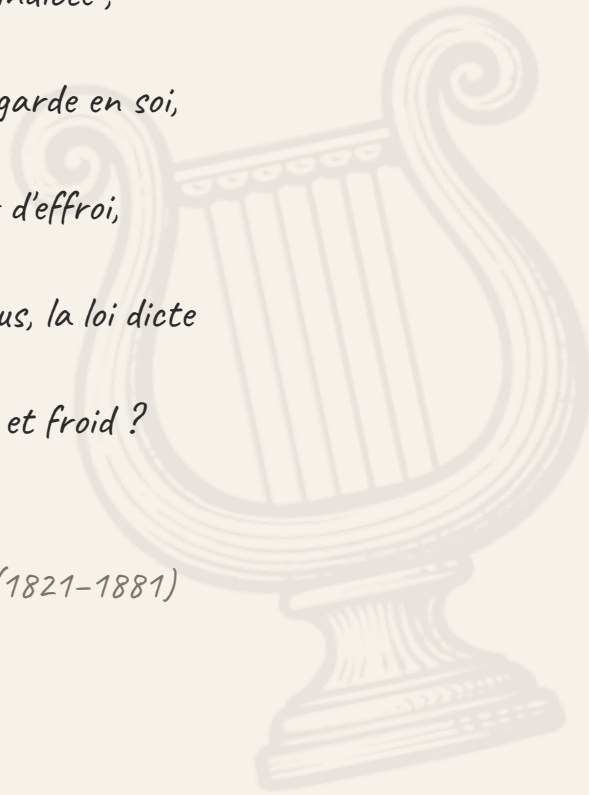 garde en soi,
d'effroi,
us, la loi dicte
et froid ?
(1821–1881)